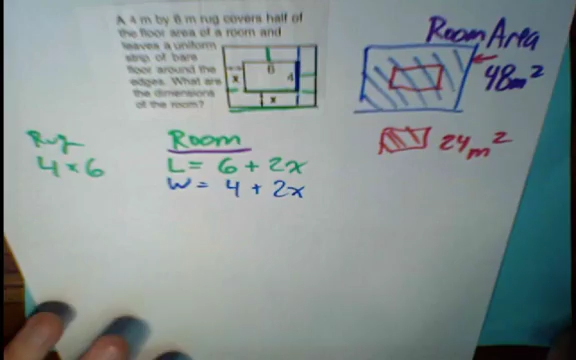 A 4 m by 6 m rug covers half of
the floor area of a room and
leaves a uniform
strip of bare
floor around the
edges. What are
the dimensions
of the room?
x
6
4
x
Room Area
48m²
24m²
Rug
4 x 6
Room
L = 6 + 2x
W = 4 + 2x